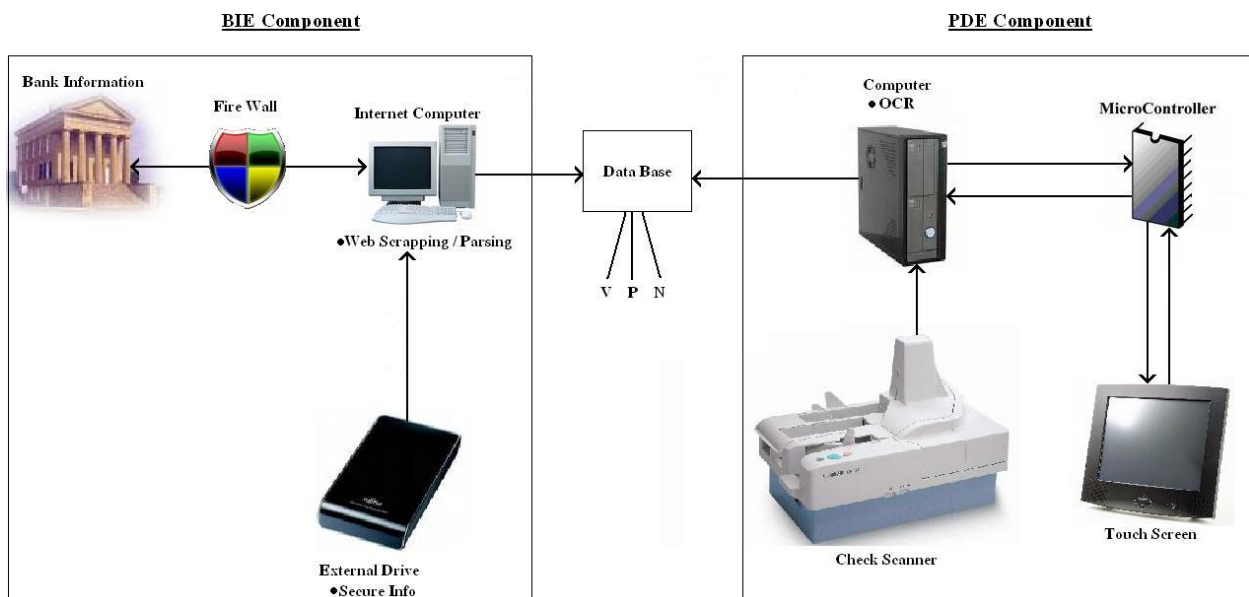 BIE Component
PDE Component
Bank Information
Fire Wall
Internet Computer
●Web Scrapping / Parsing
External Drive
●Secure Info
Data Base
V P N
Computer
● OCR
MicroController
Check Scanner
Touch Screen